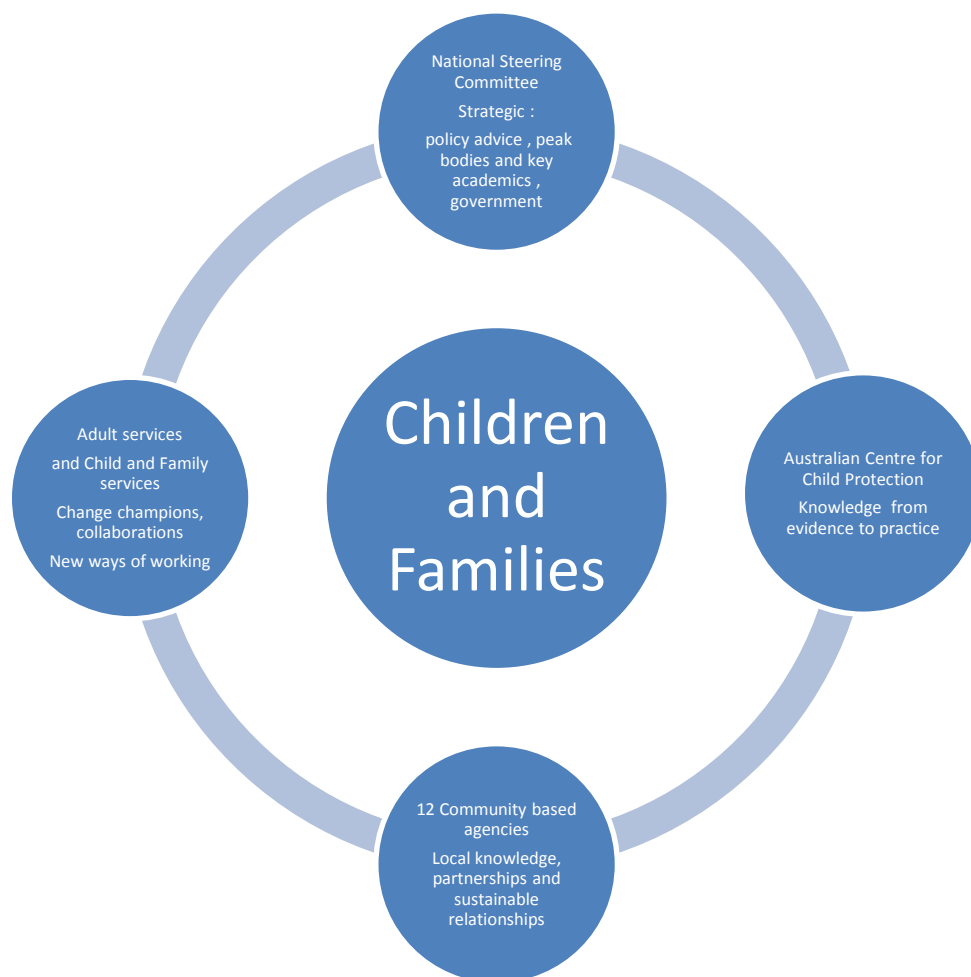 National Steering
Committee
Strategic :
policy advice , peak
bodies and key
academics ,
government
Children
and
Families
Adult services
and Child and Family
services
Change champions,
collaborations
New ways of working
Australian Centre for
Child Protection
Knowledge  from
evidence to practice
12 Community based
agencies
Local knowledge,
partnerships and
sustainable
relationships